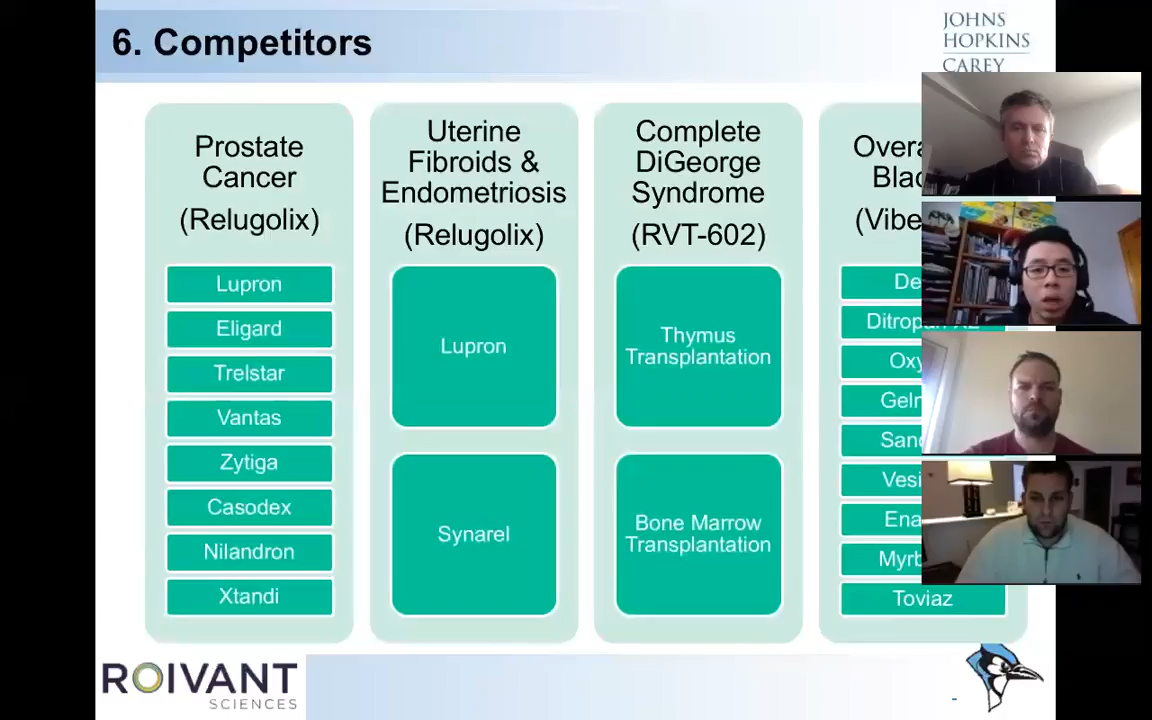 6. Competitors
JOHNS
HOPKINS
CAREY
Prostate
Cancer
(Relugolix)
Lupron
Eligard
Trelstar
Vantas
Zytiga
Casodex
Nilandron
Xtandi
Uterine
Fibroids &
Endometriosis
(Relugolix)
Lupron
Synarel
Complete
DiGeorge
Syndrome
(RVT-602)
Thymus
Transplantation
Bone Marrow
Transplantation
Toviaz
ROIVANT
SCIENCES